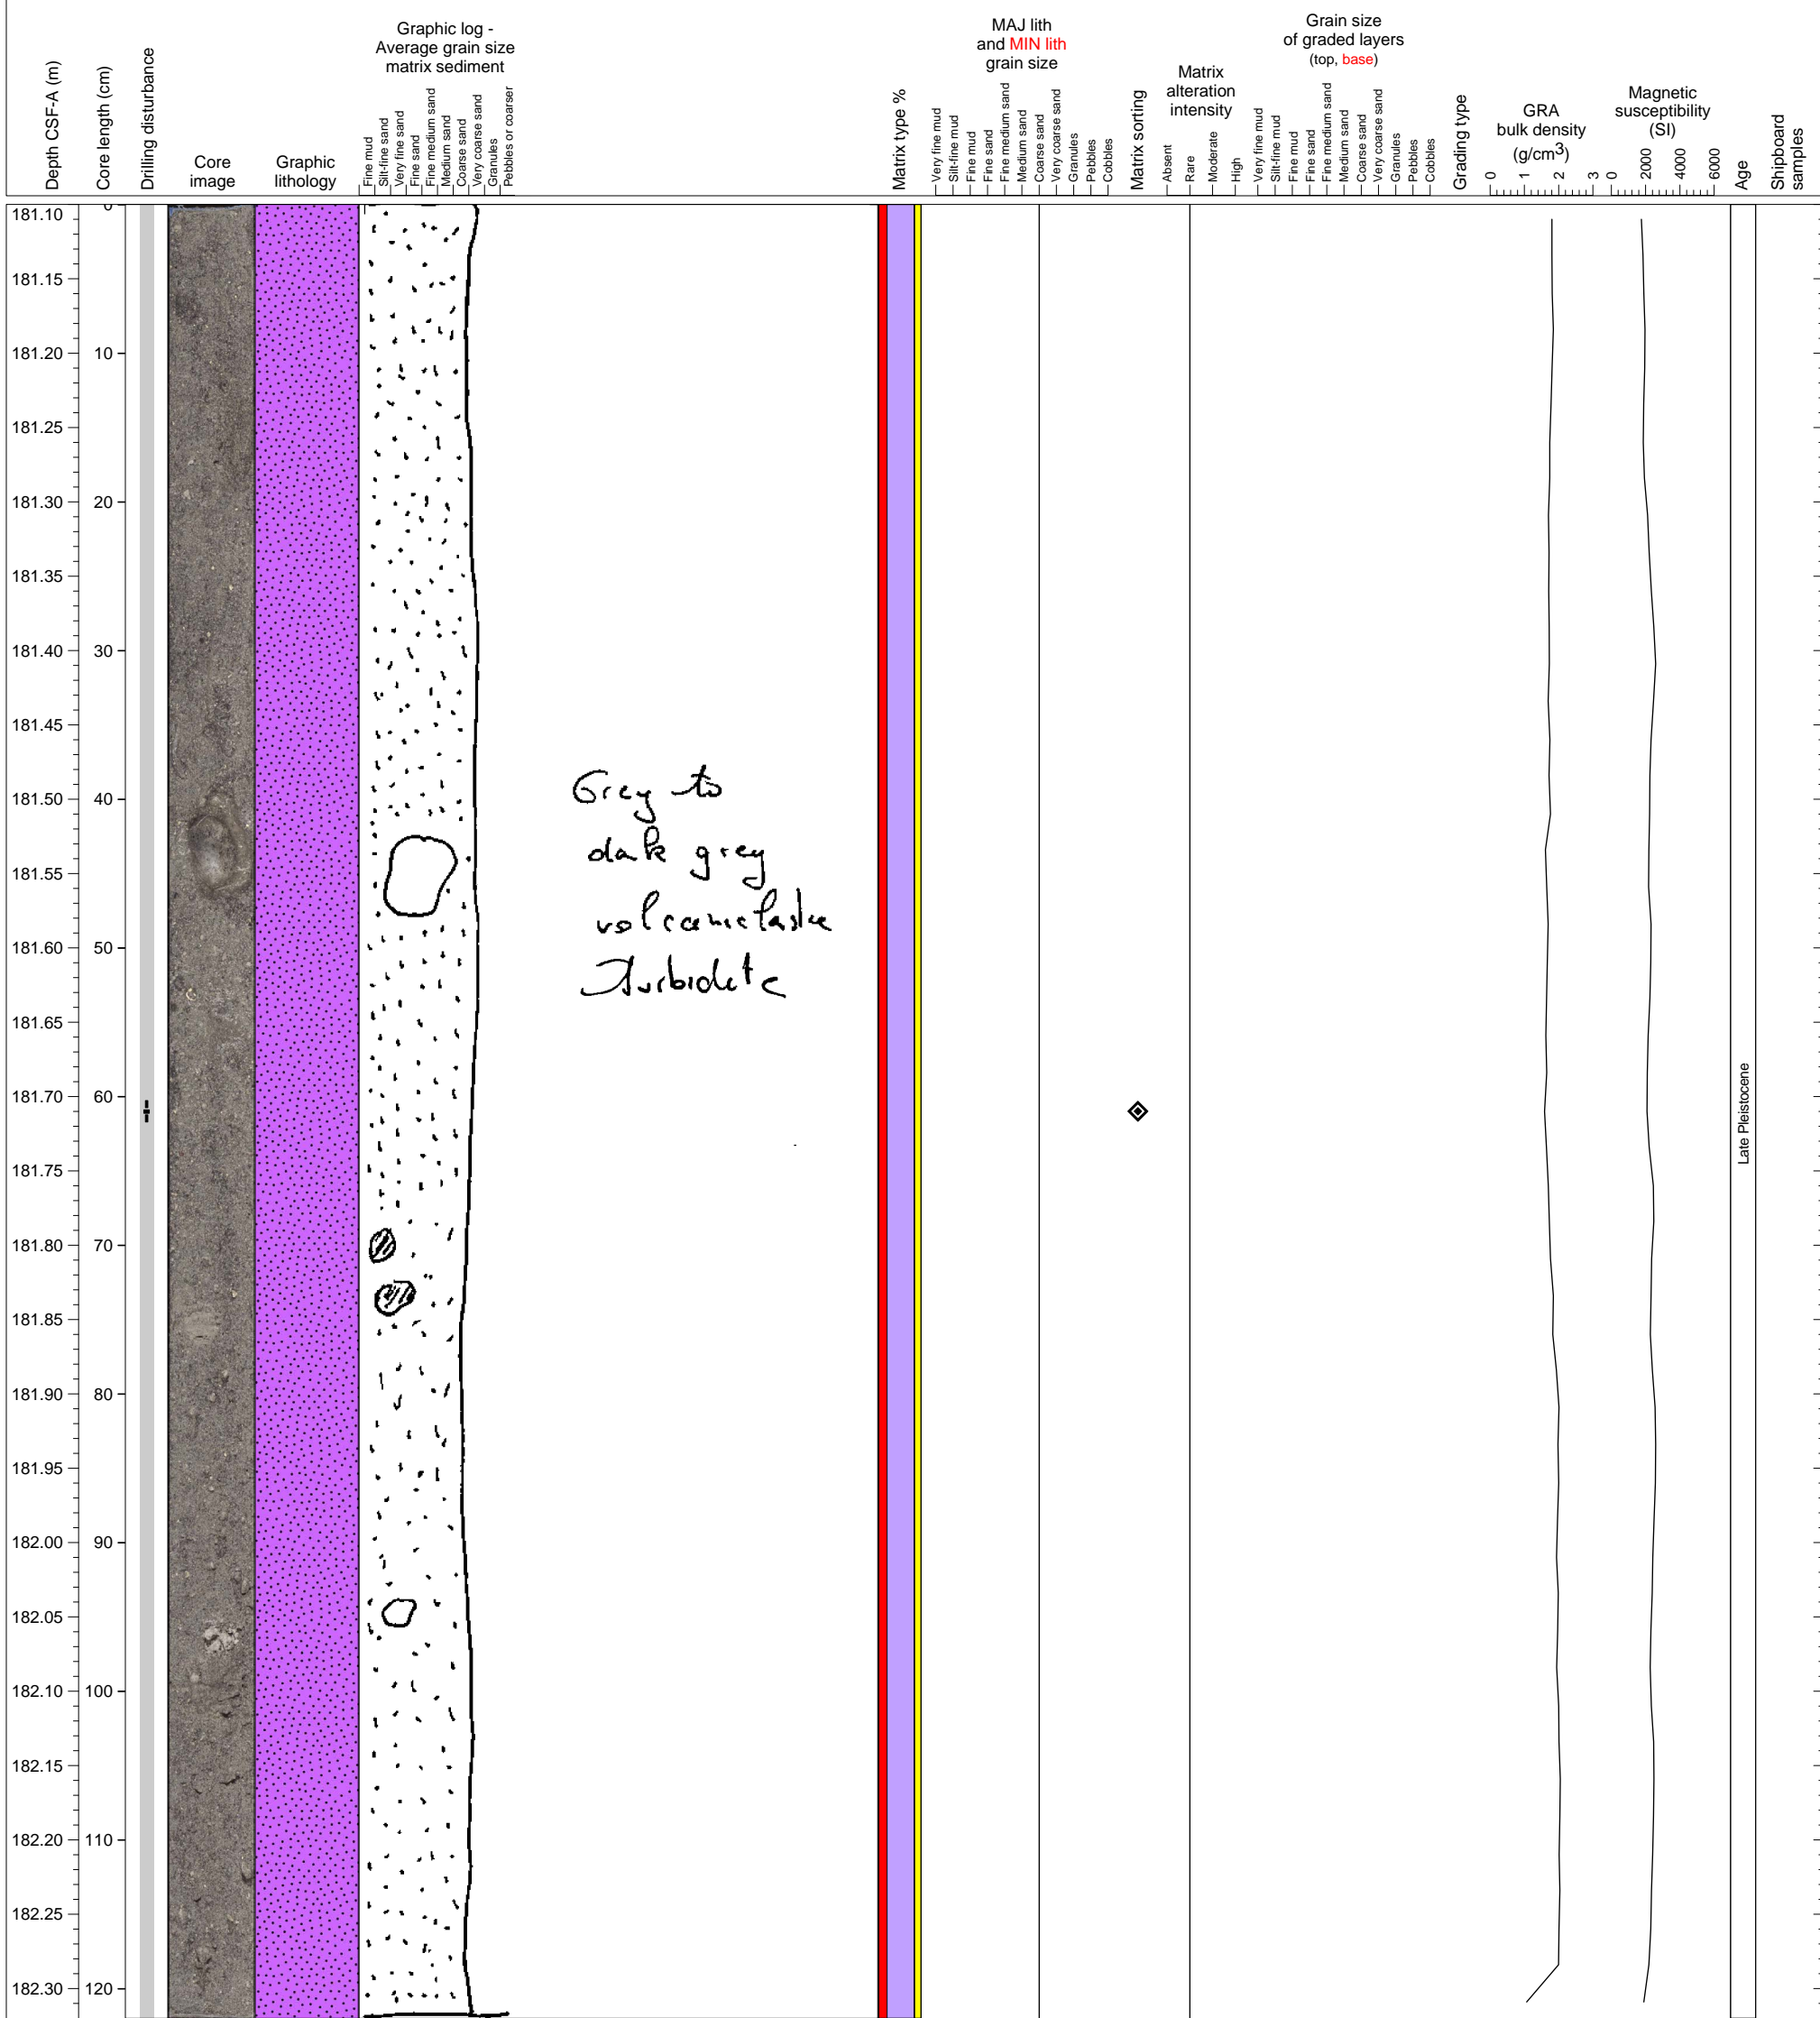 Depth CSF-A (m)
Core length (cm)
Drilling disturbance
Core
image
Graphic
lithology
Graphic log -
Average grain size
matrix sediment
Fine mud
Silt-fine sand
Very fine sand
Fine sand
Fine medium sand
Medium sand
Coarse sand
Very coarse sand
Granules
Pebbles or coarser
Matrix type %
MAJ lith
and MIN lith
grain size
Very fine mud
Silt-fine mud
Fine mud
Fine sand
Fine medium sand
Medium sand
Coarse sand
Very coarse sand
Granules
Pebbles
Cobbles
Matrix sorting
Matrix
alteration
intensity
Absent
Rare
Moderate
High
Grain size
of graded layers
(top, base)
Very fine mud
Silt-fine mud
Fine mud
Fine sand
Fine medium sand
Medium sand
Coarse sand
Very coarse sand
Granules
Pebbles
Cobbles
Grading type
GRA
bulk density
(g/cm3)
0 1 2 3
Magnetic
susceptibility
(SI)
0 2000 4000 6000
Age
Shipboard
samples
181.10 0
181.15
181.20 10
181.25
181.30 20
181.35
181.40 30
181.45
181.50 40
181.55
181.60 50
181.65
181.70 60
181.75
181.80 70
181.85
181.90 80
181.95
182.00 90
182.05
182.10 100
182.15
182.20 110
182.25
182.30 120
Grey to
dark grey
volcaniclastic
Turbidite
Late Pleistocene